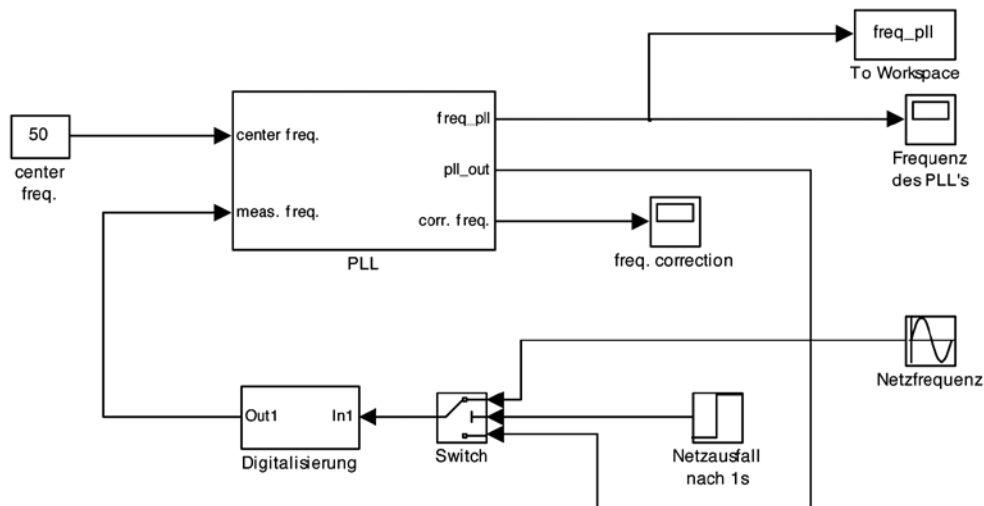 freq_pll
To Workspace
50
center
freq.
center freq.
meas. freq.
freq_pll
pll_out
corr. freq.
PLL
Frequenz
des PLL's
freq. correction
Netzfrequenz
Out1
In1
Digitalisierung
Switch
Netzausfall
nach 1s